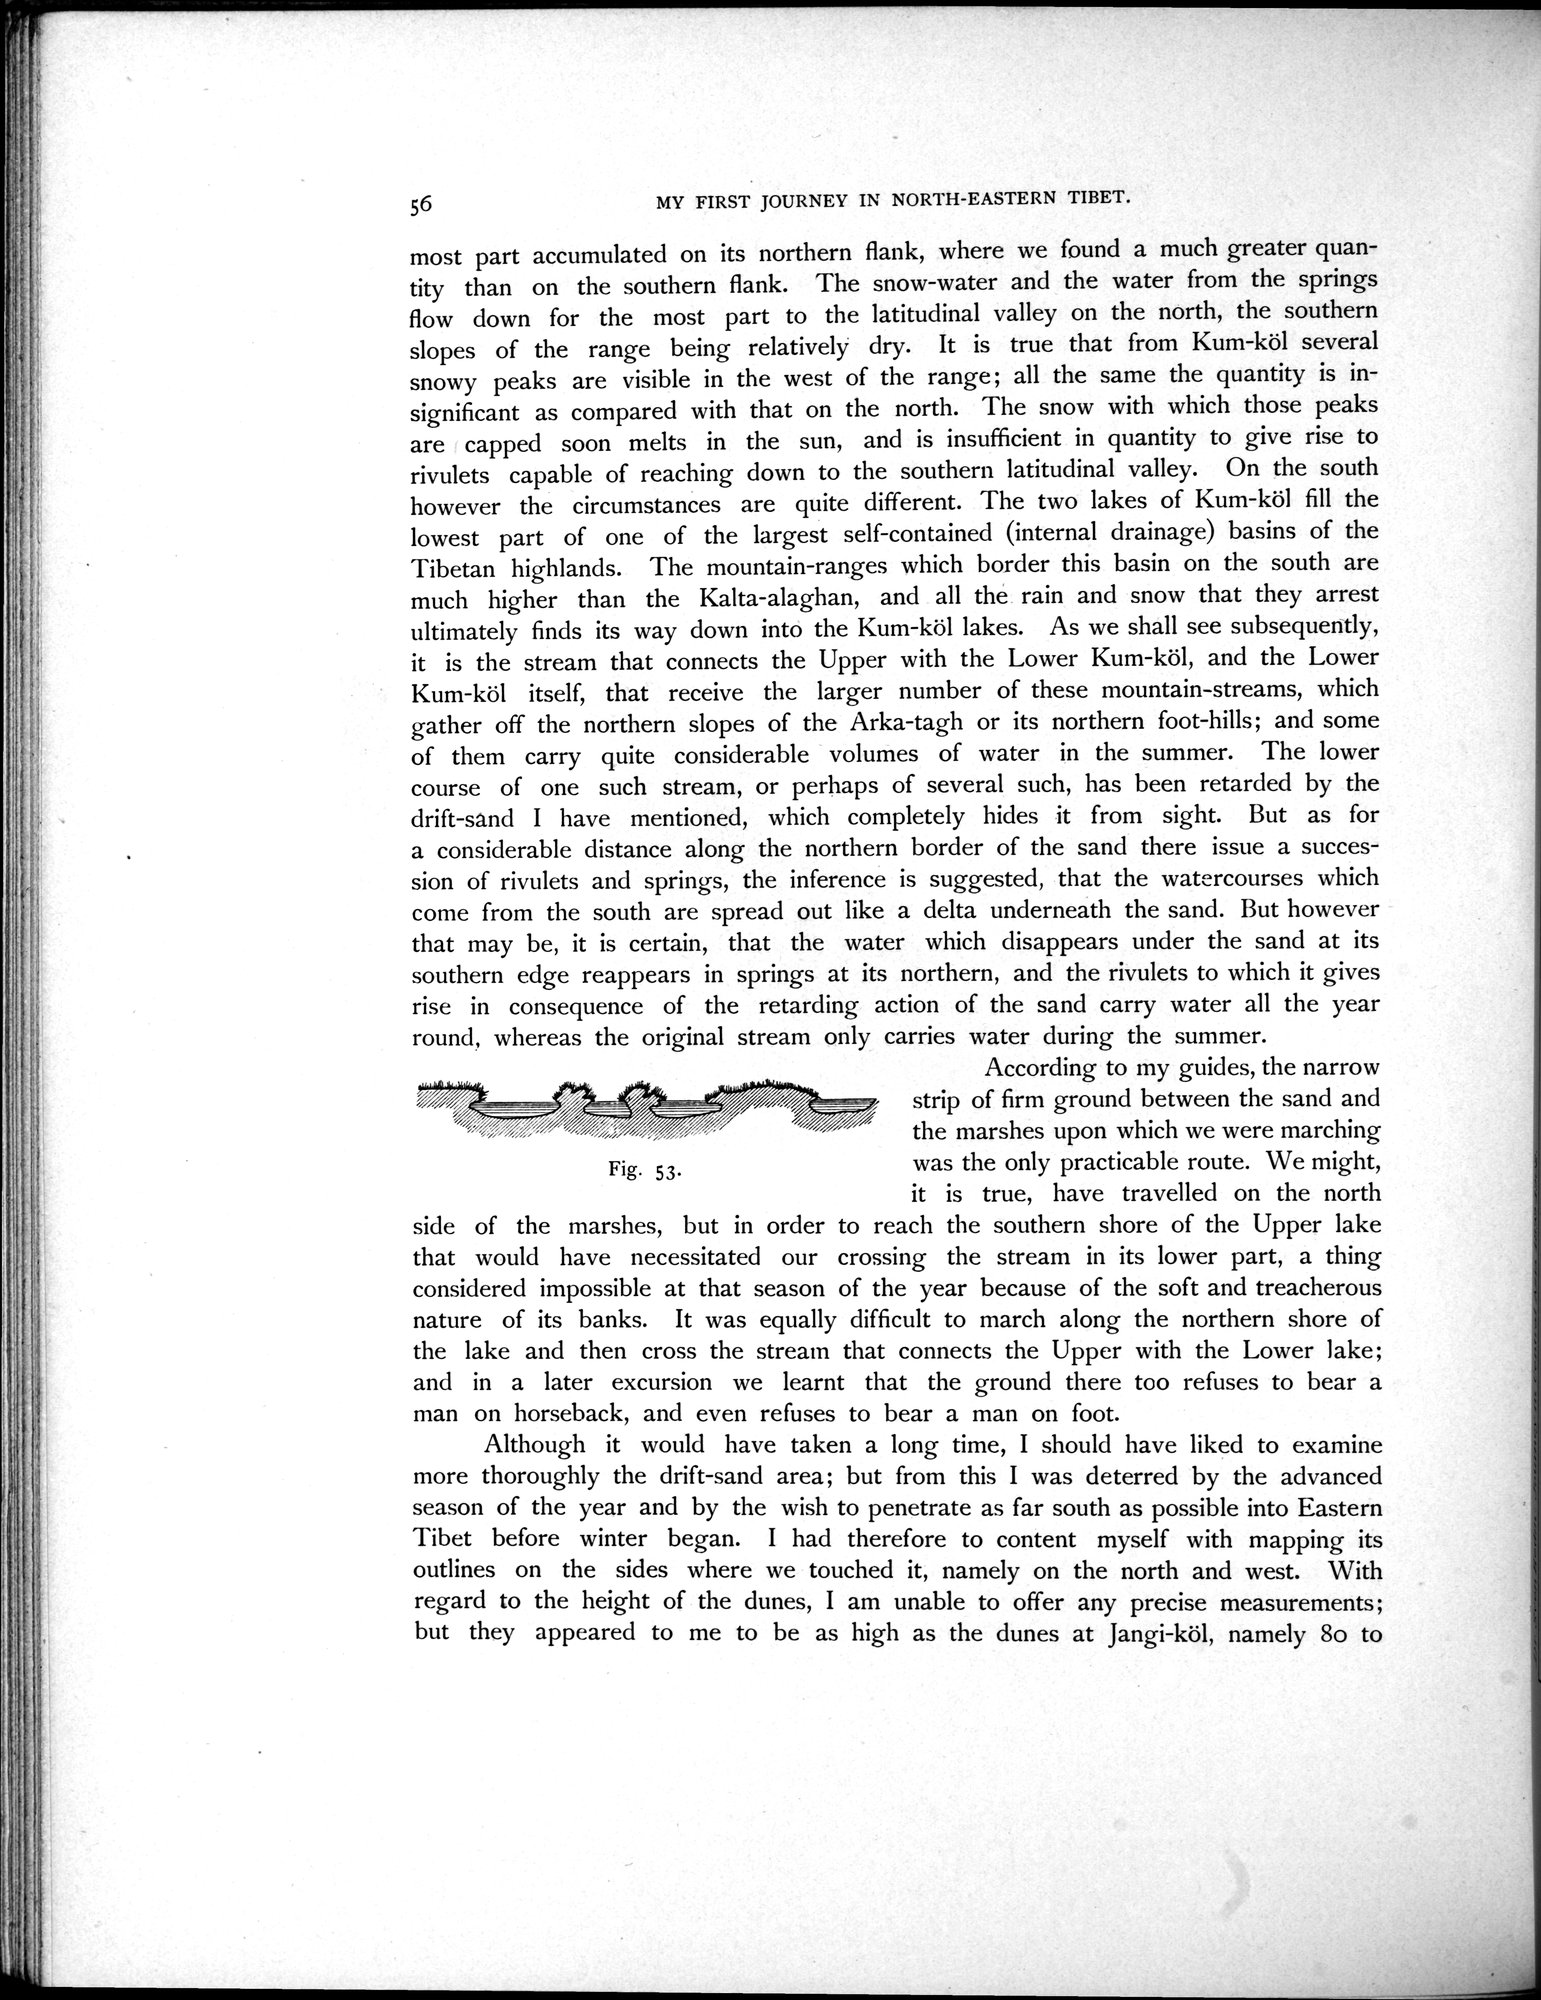 56 MY FIRST JOURNEY IN NORTH-EASTERN TIBET.
most part accumulated on its northern flank, where we found a much greater quan-
tity than on the southern flank. The snow-water and the water from the springs
flow down for the most part to the latitudinal valley on the north, the southern
slopes of the range being relatively dry. It is true that from Kum-köl several
snowy peaks are visible in the west of the range; all the same the quantity is in-
significant as compared with that on the north. The snow with which those peaks
are capped soon melts in the sun, and is insufficient in quantity to give rise to
rivulets capable of reaching down to the southern latitudinal valley. On the south
however the circumstances are quite different. The two lakes of Kum-köl fill the
lowest part of one of the largest self-contained (internal drainage) basins of the
Tibetan highlands. The mountain-ranges which border this basin on the south are
much higher than the Kalta-alaghan, and all the rain and snow that they arrest
ultimately finds its way down into the Kum-köl lakes. As we shall see subsequently,
it is the stream that connects the Upper with the Lower Kum-köl, and the Lower
Kum-köl itself, that receive the larger number of these mountain-streams, which
gather off the northern slopes of the Arka-tagh or its northern foot-hills; and some
of them carry quite considerable volumes of water in the summer. The lower
course of one such stream, or perhaps of several such, has been retarded by the
drift-sand I have mentioned, which completely hides it from sight. But as for
a considerable distance along the northern border of the sand there issue a succes-
sion of rivulets and springs, the inference is suggested, that the watercourses which
come from the south are spread out like a delta underneath the sand. But however
that may be, it is certain, that the water which disappears under the sand at its
southern edge reappears in springs at its northern, and the rivulets to which it gives
rise in consequence of the retarding action of the sand carry water all the year
round, whereas the original stream only carries water during the summer.
According to my guides, the narrow
strip of firm ground between the sand and
the marshes upon which we were marching
was the only practicable route. We might,
it is true, have travelled on the north
Fig. 53.
side of the marshes, but in order to reach the southern shore of the Upper lake
that would have necessitated our crossing the stream in its lower part, a thing
considered impossible at that season of the year because of the soft and treacherous
nature of its banks. It was equally difficult to march along the northern shore of
the lake and then cross the stream that connects the Upper with the Lower lake;
and in a later excursion we learnt that the ground there too refuses to bear a
man on horseback, and even refuses to bear a man on foot.
Although it would have taken a long time, I should have liked to examine
more thoroughly the drift-sand area; but from this I was deterred by the advanced
season of the year and by the wish to penetrate as far south as possible into Eastern
Tibet before winter began. I had therefore to content myself with mapping its
outlines on the sides where we touched it, namely on the north and west. With
regard to the height of the dunes, I am unable to offer any precise measurements;
but they appeared to me to be as high as the dunes at Jangi-köl, namely 80 to